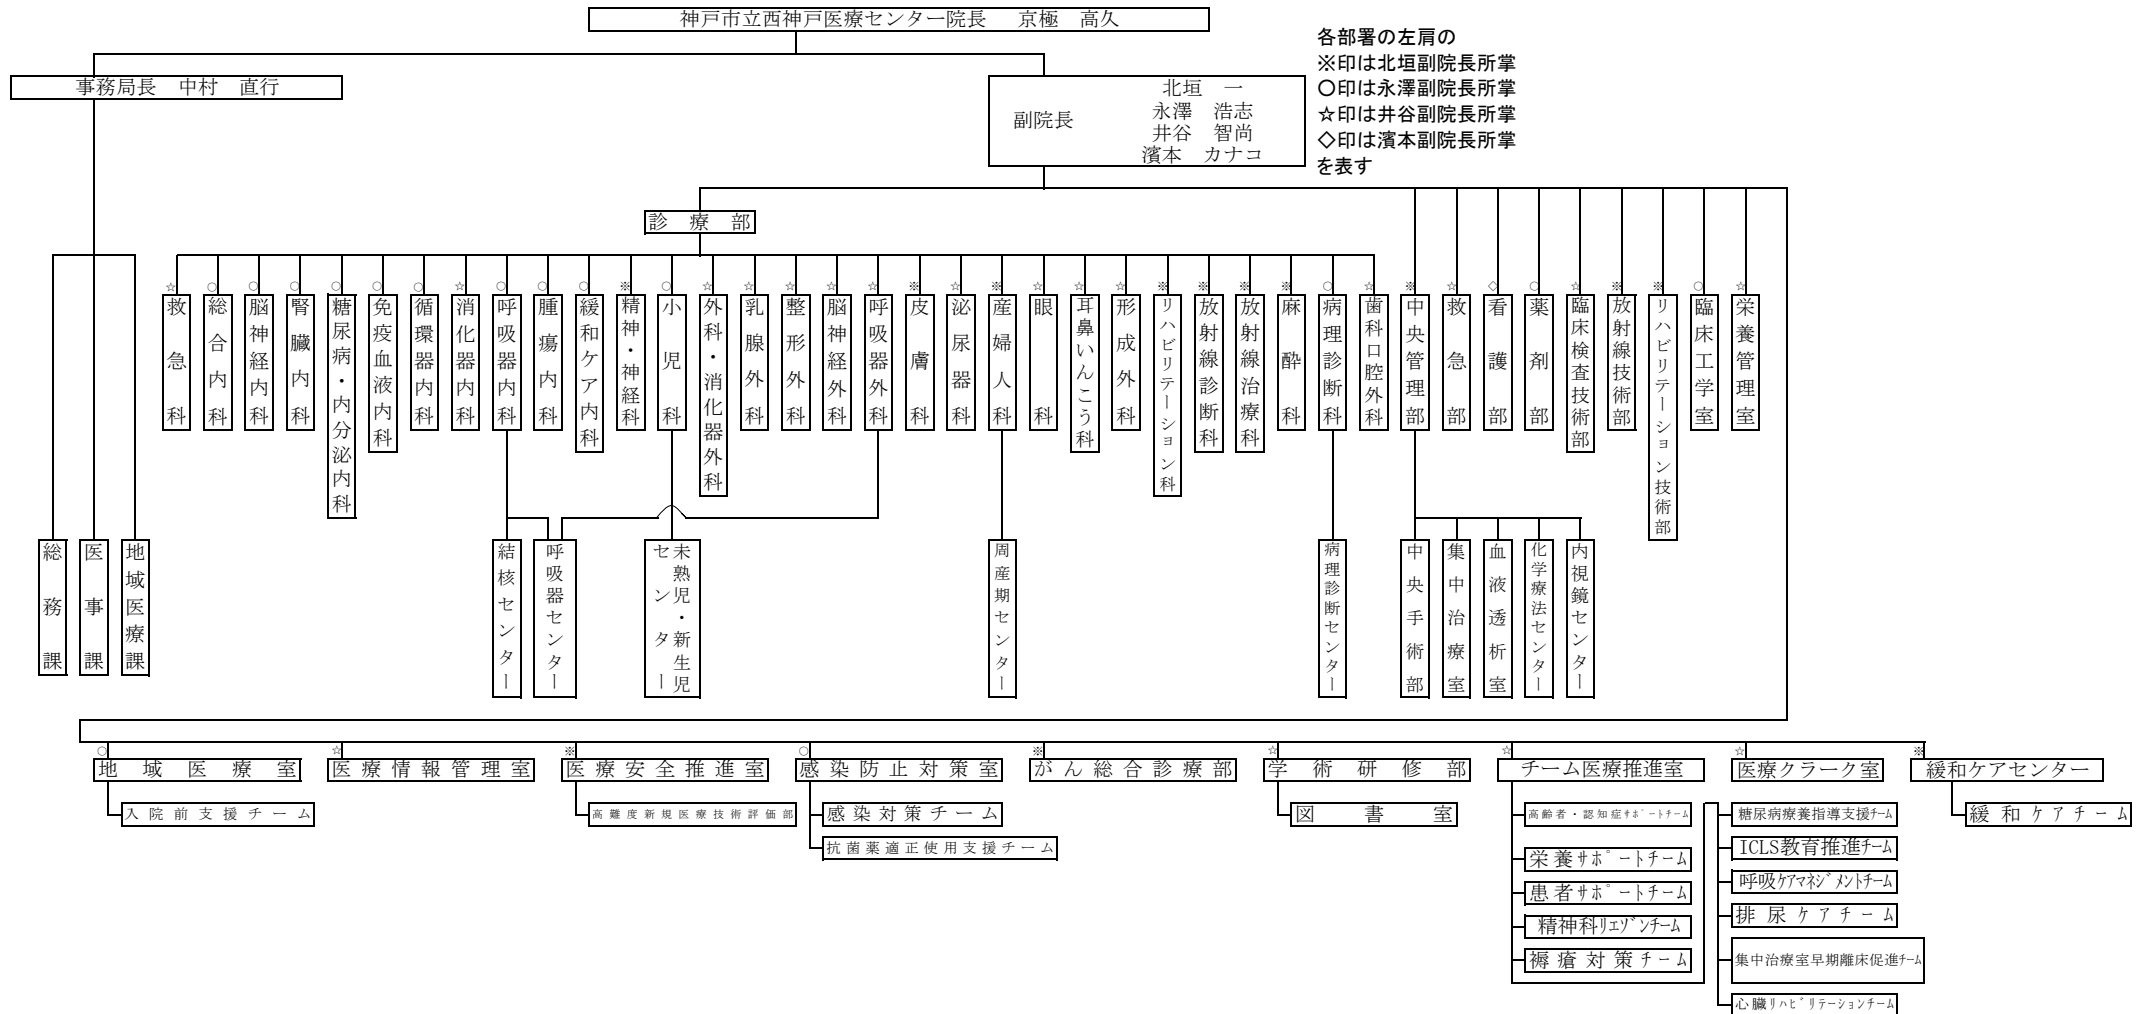 神戸市立西神戸医療センター院長　京極　高久
各部署の左肩の
※印は北垣副院長所掌
○印は永澤副院長所掌
☆印は井谷副院長所掌
◇印は濱本副院長所掌
を表す
事務局長　中村　直行
副院長
北垣　一
永澤　浩志
井谷　智尚
濱本　カナコ
診療部
☆救急科
○総合内科
○脳神経内科
○腎臓内科
○糖尿病・内分泌内科
○免疫血液内科
○循環器内科
☆消化器内科
○呼吸器内科
○腫瘍内科
○緩和ケア内科
※精神・神経科
○小児科
☆外科・消化器外科
☆乳腺外科
☆整形外科
☆脳神経外科
☆呼吸器外科
※皮膚科
☆泌尿器科
※産婦人科
☆眼科
☆耳鼻いんこう科
☆形成外科
※リハビリテーション科
※放射線診断科
※放射線治療科
※麻酔科
○病理診断科
☆歯科口腔外科
※中央管理部
☆救急部
◇看護部
○薬剤部
☆臨床検査技術部
※放射線技術部
※リハビリテーション技術部
○臨床工学室
☆栄養管理室
総務課
医事課
地域医療課
結核センター
呼吸器センター
未熟児・新生児
センター
周産期センター
病理診断センター
中央手術部
集中治療室
血液透析室
化学療法センター
内視鏡センター
○地域医療室
☆医療情報管理室
※医療安全推進室
○感染防止対策室
※がん総合診療部
☆学術研修部
☆チーム医療推進室
☆医療クラーク室
※緩和ケアセンター
入院前支援チーム
高難度新規医療技術評価部
感染対策チーム
抗菌薬適正使用支援チーム
図書室
高齢者・認知症ｻﾎﾟｰﾄﾁｰﾑ
栄養ｻﾎﾟｰﾄﾁｰﾑ
患者ｻﾎﾟｰﾄﾁｰﾑ
精神科ﾘｴｿﾞﾝﾁｰﾑ
褥瘡対策ﾁｰﾑ
糖尿病療養指導支援ﾁｰﾑ
ICLS教育推進ﾁｰﾑ
呼吸ｹｱﾏﾈｼﾞﾒﾝﾄﾁｰﾑ
排尿ｹｱﾁｰﾑ
集中治療室早期離床促進ﾁｰﾑ
心臓ﾘﾊﾋﾞﾘﾃｰｼｮﾝﾁｰﾑ
緩和ケアチーム